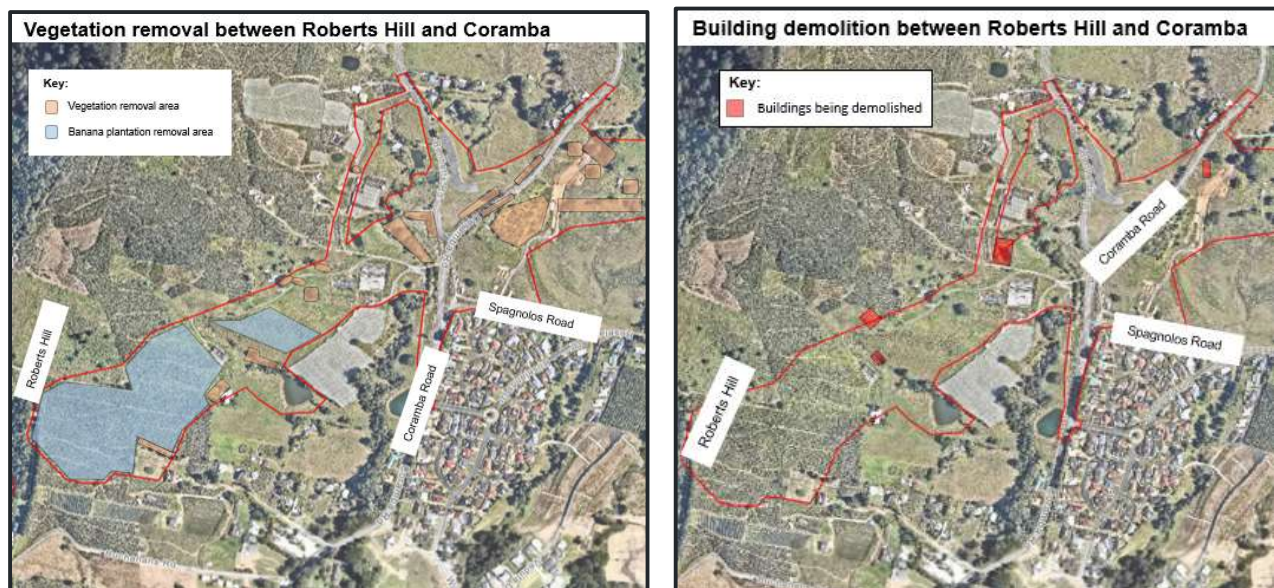 Vegetation removal between Roberts Hill and Coramba
Key:
Vegetation removal area
Banana plantation removal area
Spagnolos Road
Roberts Hill
Coramba Road
Building demolition between Roberts Hill and Coramba
Key:
Buildings being demolished
Coramba Road
Spagnolos Road
Roberts Hill